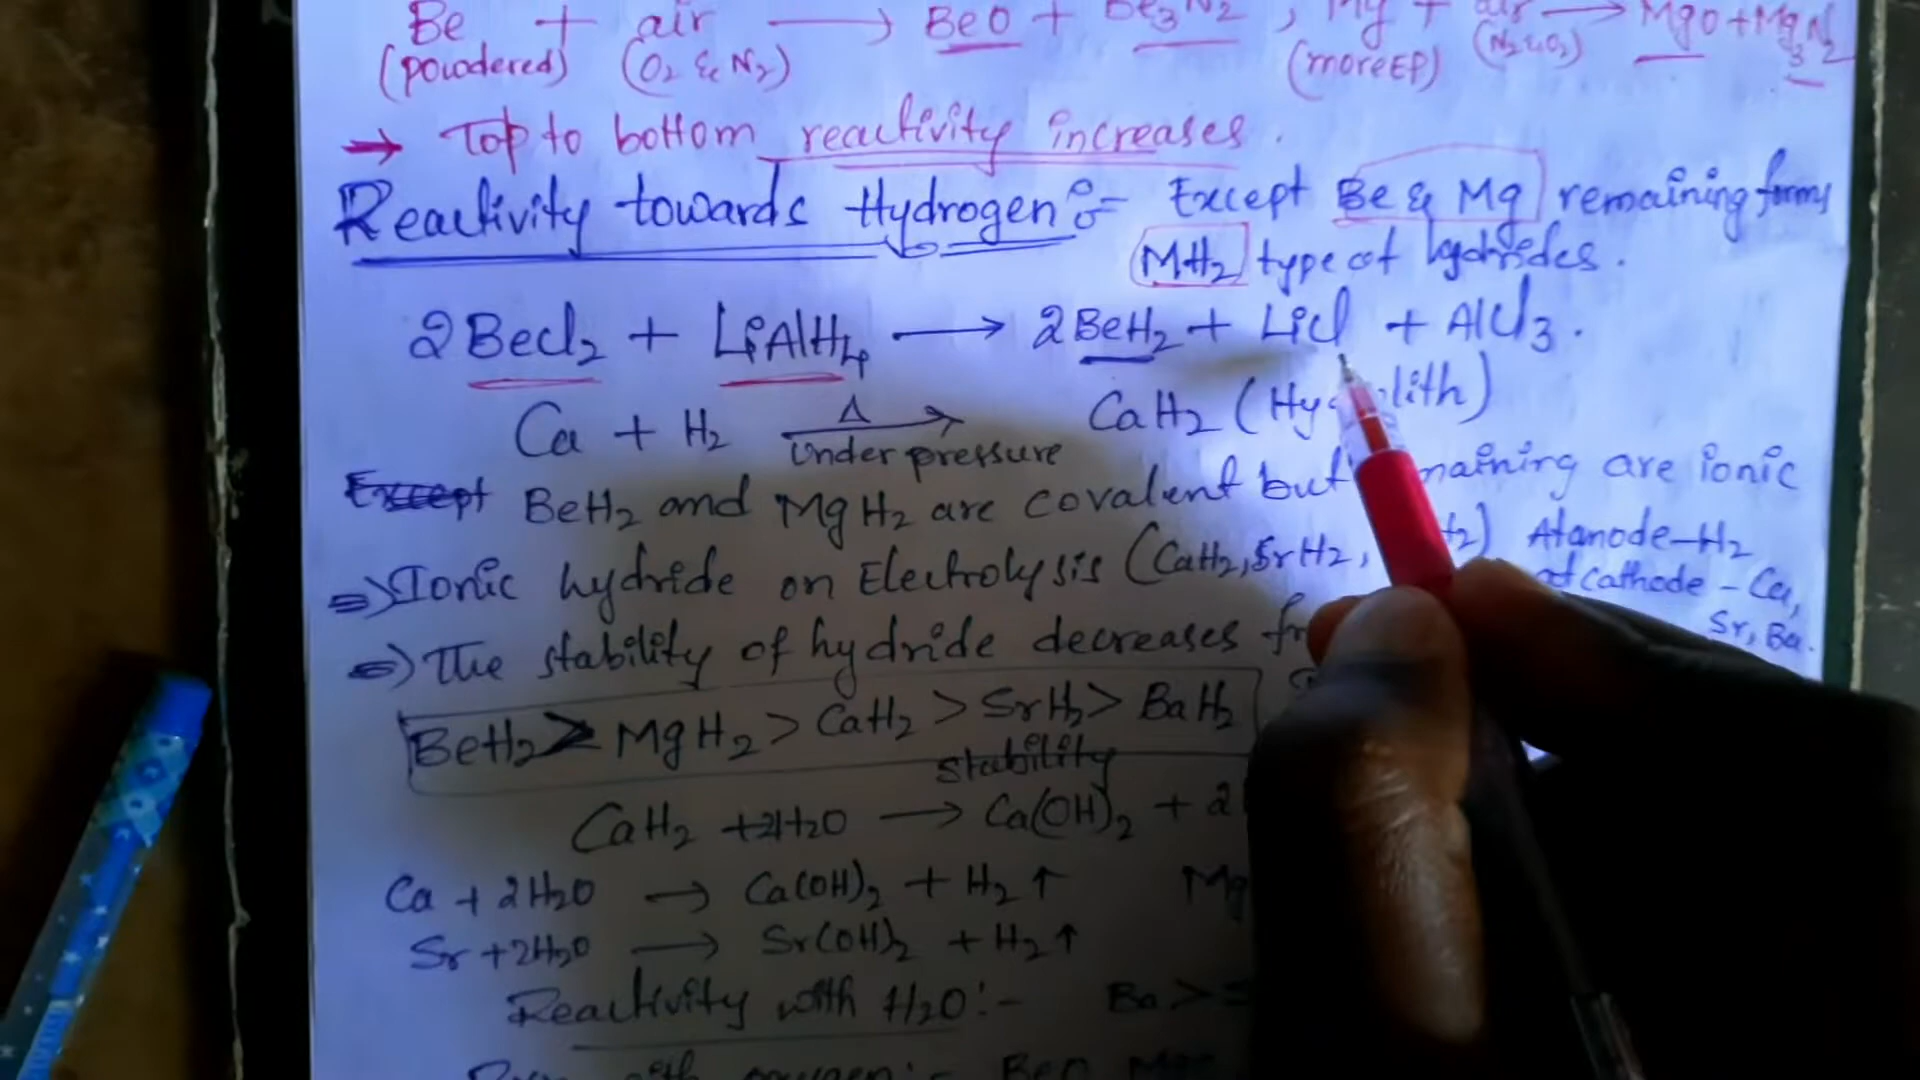 Be + air → BeO + Be3N2 , Mg + air → MgO + Mg3N2
(powdered) (O2 & N2) (more EP) (N2 & O2)
→ Top to bottom reactivity increases.
Reactivity towards Hydrogen :- Except Be & Mg remaining forms
MH2 type of hydrides.
2BeCl2 + LiAlH4 → 2BeH2 + LiCl + AlCl3.
Ca + H2 Δ → CaH2
Under pressure
BeH2 and MgH2 are covalent but are ionic
⇒) Ionic hydride on Electrolysis (CaH2, SrH2, At anode - H2
at cathode - Ca,
Sr, Ba.
⇒) The stability of hydride decreases
BeH2 > MgH2 > CaH2 > SrH2 > BaH2
stability
CaH2 + 2H2O → Ca(OH)2 + 2
Ca + 2H2O → Ca(OH)2 + H2 ↑ Mg
Sr + 2H2O → Sr(OH)2 + H2 ↑
Reactivity with H2O :- Ba >